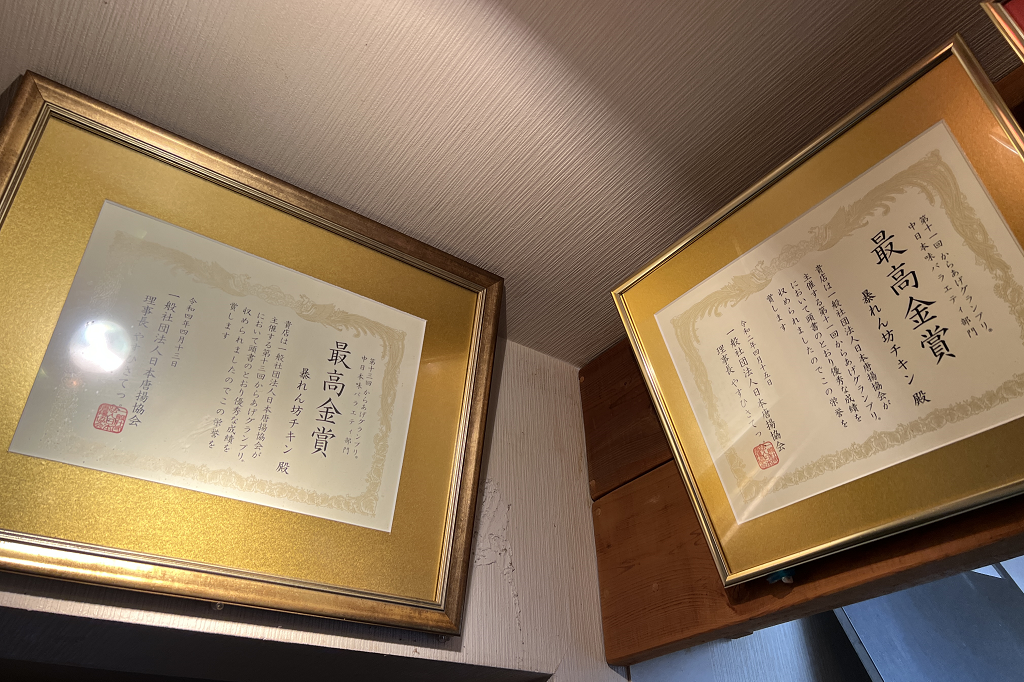 第十三回からあげグランプリ®
中日本味バラエティ部門
最高金賞
暴れん坊チキン 殿
貴店は一般社団法人日本唐揚協会が
主催する第十三回からあげグランプリ®
において頭書のとおり優秀な成績を
収められましたのでこの栄誉を
賞します
令和四年四月十三日
一般社団法人日本唐揚協会
理事長 やすひさてっ
第十一回からあげグランプリ®
中日本味バラエティ部門
最高金賞
暴れん坊チキン 殿
貴店は一般社団法人日本唐揚協会が
主催する第十一回からあげグランプリ®
において頭書のとおり優秀な成績を
収められましたのでここに栄誉を
賞します
令和二年四月十五日
一般社団法人日本唐揚協会
理事長 やすひさてっぺい